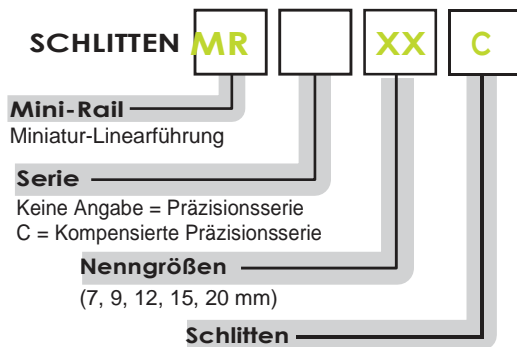 SCHLITTEN MR XX C
Mini-Rail
Miniatur-Linearführung
Serie
Keine Angabe = Präzisionsserie
C = Kompensierte Präzisionsserie
Nenngrößen
(7, 9, 12, 15, 20 mm)
Schlitten